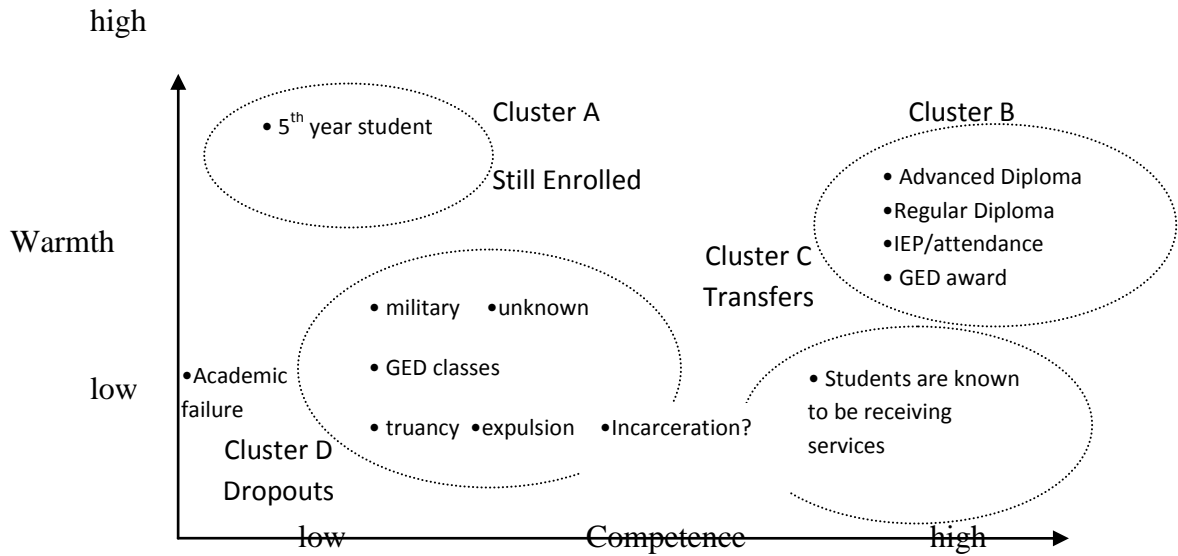 high
• 5th year student
Cluster A
Still Enrolled
Cluster B
• Advanced Diploma
•Regular Diploma
•IEP/attendance
• GED award
Warmth
Cluster C
Transfers
• military •unknown
• GED classes
• truancy •expulsion •Incarceration?
low
•Academic
failure
Cluster D
Dropouts
• Students are known
to be receiving
services
low Competence high